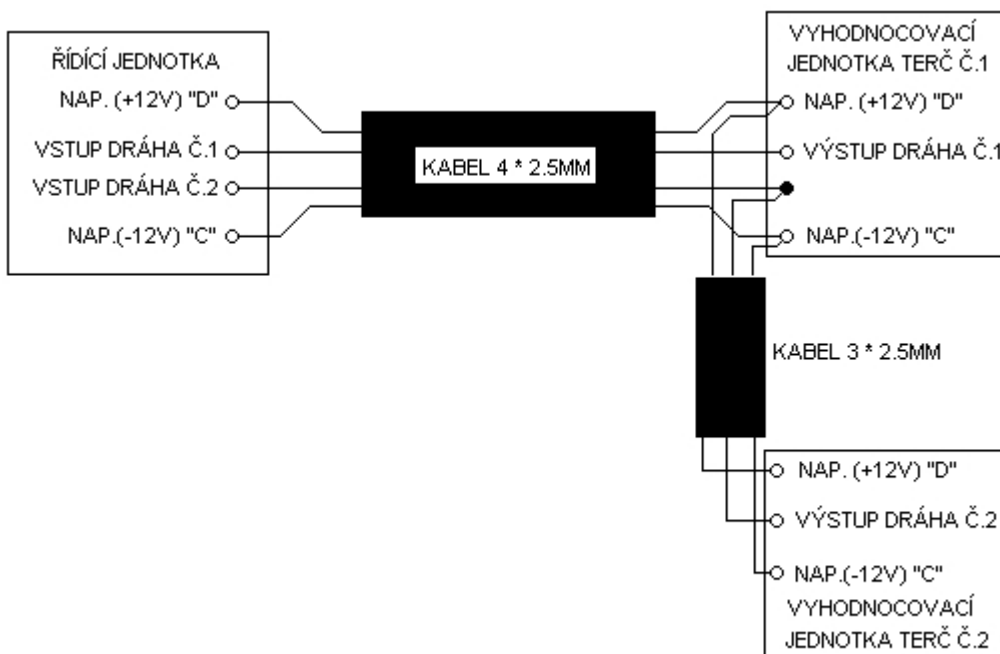 ŘÍDÍCÍ JEDNOTKA
NAP. (+12V) "D"
VSTUP DRÁHA Č.1
VSTUP DRÁHA Č.2
NAP.(-12V) "C"
KABEL 4 * 2.5MM
VYHODNOCOVACÍ
JEDNOTKA TERČ Č.1
NAP. (+12V) "D"
VÝSTUP DRÁHA Č.1
NAP.(-12V) "C"
KABEL 3 * 2.5MM
NAP. (+12V) "D"
VÝSTUP DRÁHA Č.2
NAP.(-12V) "C"
VYHODNOCOVACÍ
JEDNOTKA TERČ Č.2